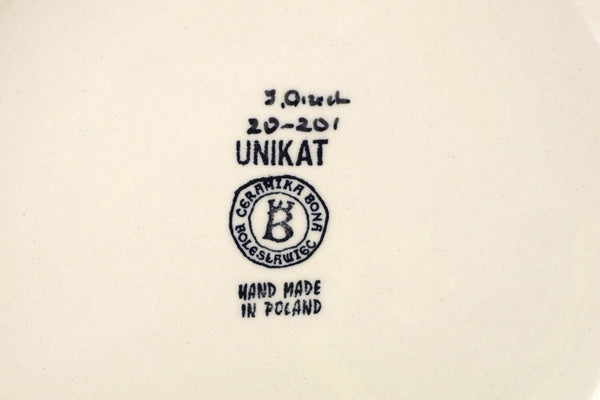 20-201
UNIKAT
CERAMIKA BONA
BOLESŁAWIEC
B
HAND MADE
IN POLAND